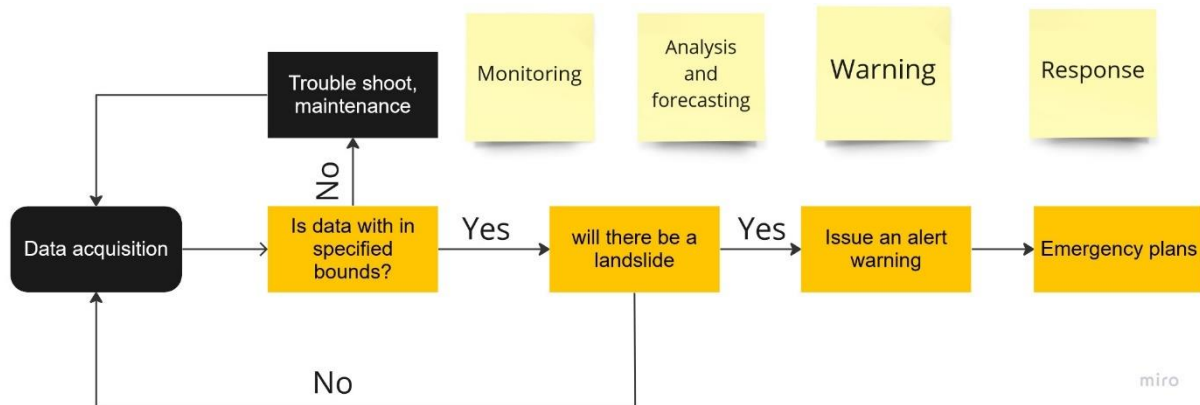 Trouble shoot,
maintenance
Monitoring
Analysis
and
forecasting
Warning
Response
No
Data acquisition
Is data with in
specified
bounds?
Yes
will there be a
landslide
Yes
Issue an alert
warning
Emergency plans
No
miro